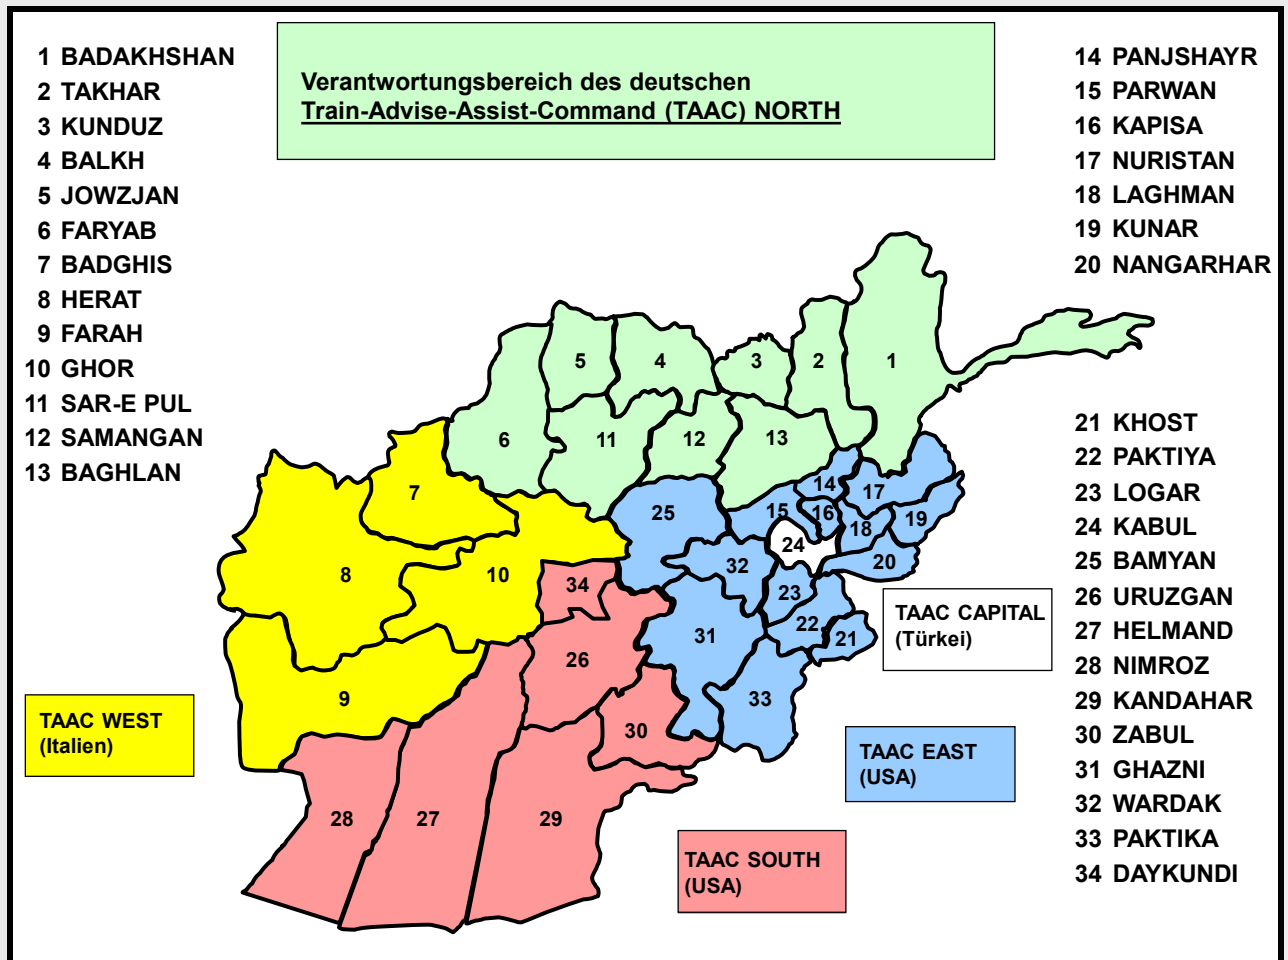 1 BADAKHSHAN
2 TAKHAR
3 KUNDUZ
4 BALKH
5 JOWZJAN
6 FARYAB
7 BADGHIS
8 HERAT
9 FARAH
10 GHOR
11 SAR-E PUL
12 SAMANGAN
13 BAGHLAN
Verantwortungsbereich des deutschen
Train-Advise-Assist-Command (TAAC) NORTH
14 PANJSHAYR
15 PARWAN
16 KAPISA
17 NURISTAN
18 LAGHMAN
19 KUNAR
20 NANGARHAR
21 KHOST
22 PAKTIYA
23 LOGAR
24 KABUL
25 BAMYAN
26 URUZGAN
27 HELMAND
28 NIMROZ
29 KANDAHAR
30 ZABUL
31 GHAZNI
32 WARDAK
33 PAKTIKA
34 DAYKUNDI
5
4
3
2
1
6
11
12
13
7
14
17
25
15
16
19
18
24
20
8
10
34
32
23
22
21
31
26
9
33
30
28
27
29
TAAC CAPITAL
(Türkei)
TAAC WEST
(Italien)
TAAC EAST
(USA)
TAAC SOUTH
(USA)